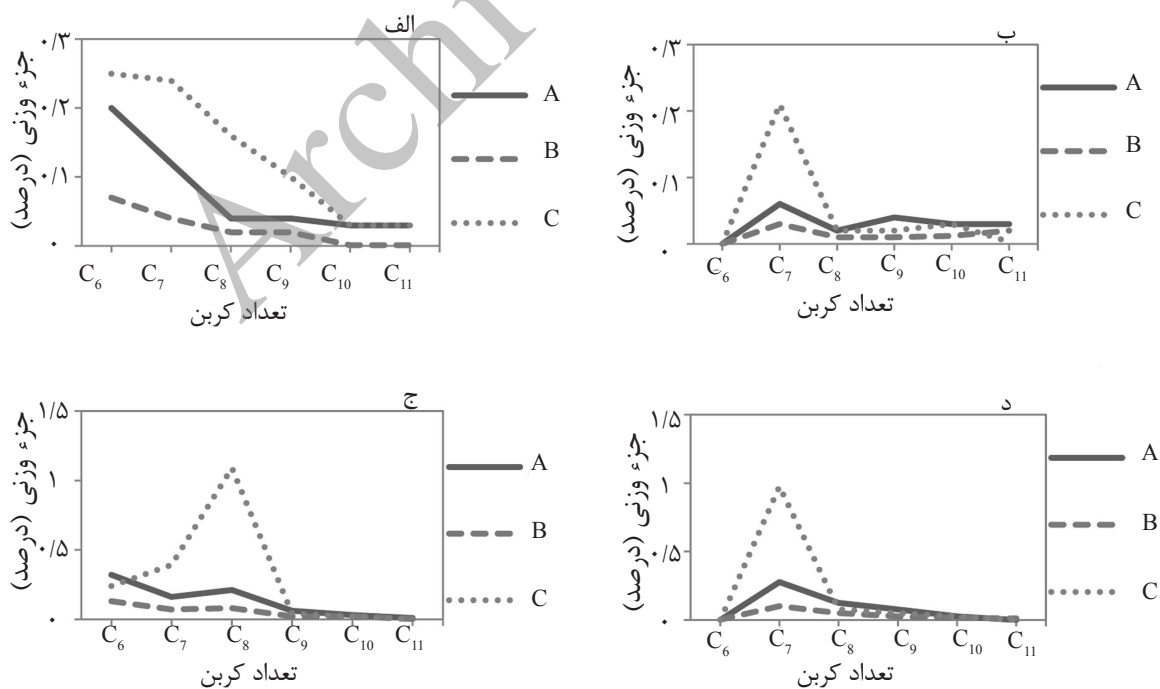 الف
جزء وزنی (درصد)
۰/۳
۰/۲
۰/۱
۰
A
B
C
C6 C7 C8 C9 C10 C11
تعداد کربن
ب
جزء وزنی (درصد)
۰/۳
۰/۲
۰/۱
۰
A
B
C
C6 C7 C8 C9 C10 C11
تعداد کربن
ج
جزء وزنی (درصد)
۱/۵
۱
۰/۵
۰
A
B
C
C6 C7 C8 C9 C10 C11
تعداد کربن
د
جزء وزنی (درصد)
۱/۵
۱
۰/۵
۰
A
B
C
C6 C7 C8 C9 C10 C11
تعداد کربن
Archi